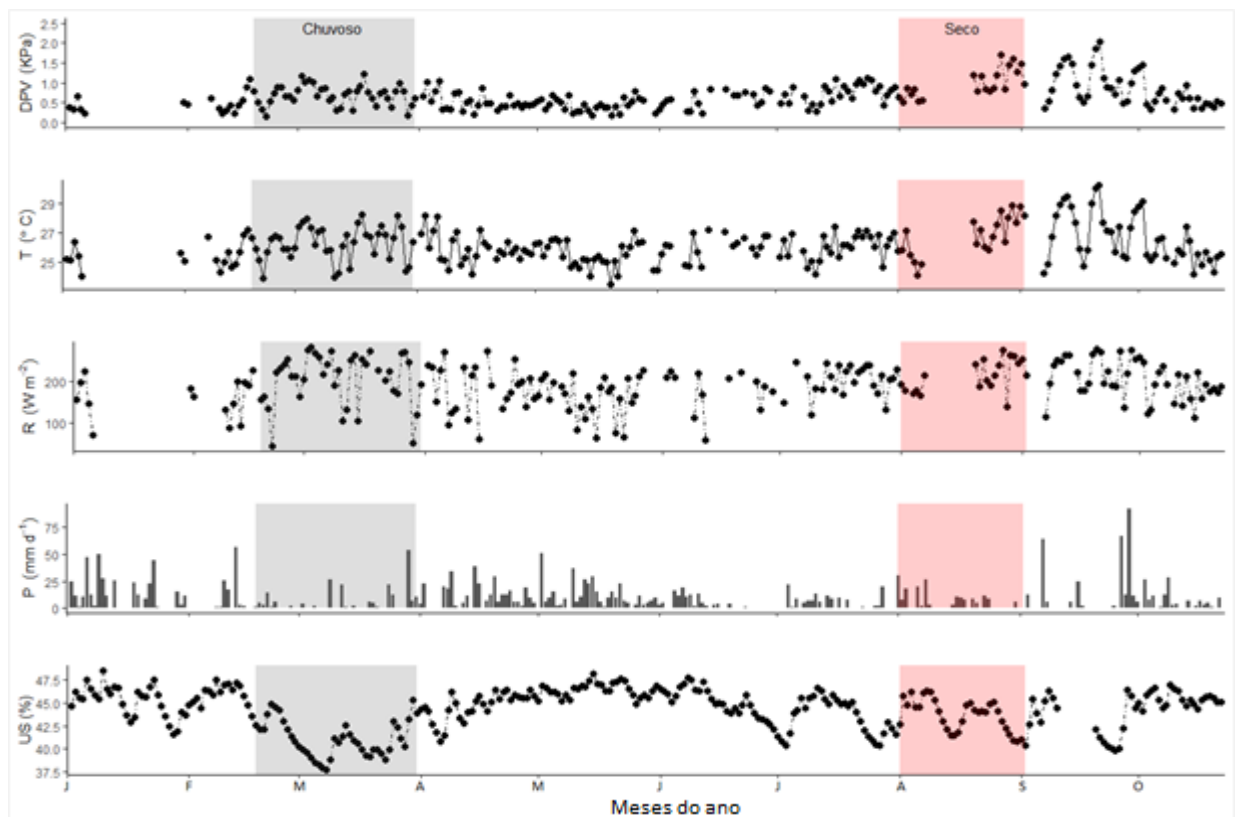 Chuvoso Seco
DPV (KPa)
2.5
2.0
1.5
1.0
0.5
0.0
T (° C)
29
27
25
R (W m⁻²)
200
100
P (mm d⁻¹)
75
50
25
0
US (%)
47.5
45.0
42.5
40.0
37.5
J F M A M J J A S O
Meses do ano